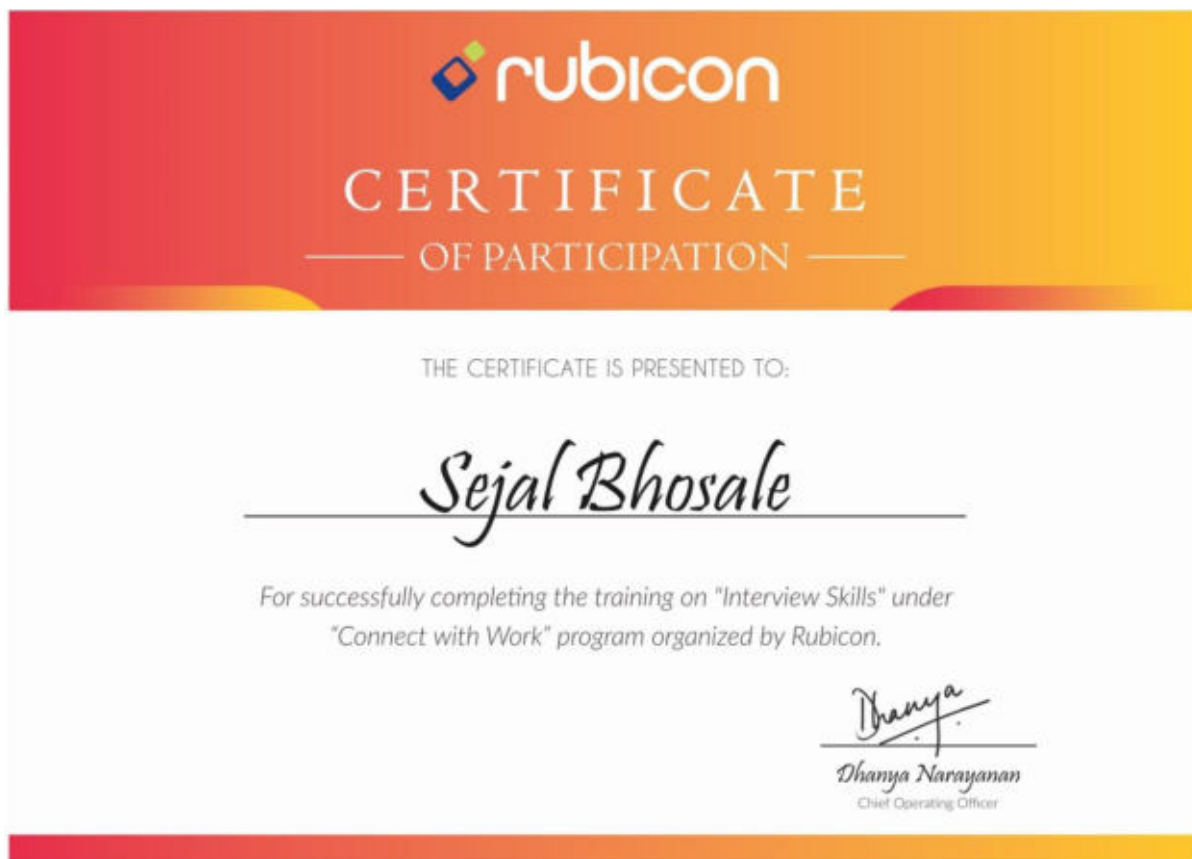 rubicon
CERTIFICATE
OF PARTICIPATION
THE CERTIFICATE IS PRESENTED TO:
Sejal Bhosale
For successfully completing the training on "Interview Skills" under
"Connect with Work" program organized by Rubicon.
Dhanya
Dhanya Narayanan
Chief Operating Officer